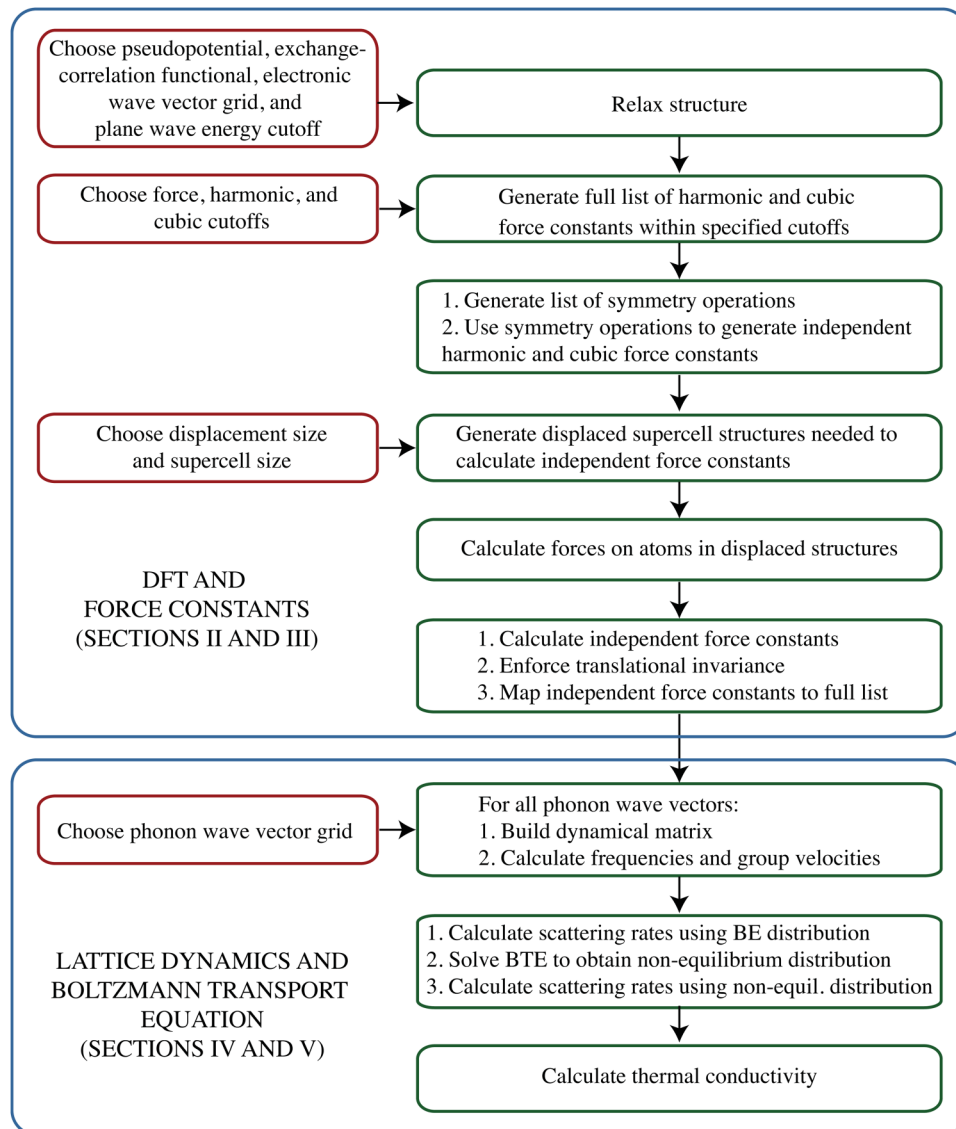 Choose pseudopotential, exchange-
correlation functional, electronic
wave vector grid, and
plane wave energy cutoff
Relax structure
Choose force, harmonic, and
cubic cutoffs
Generate full list of harmonic and cubic
force constants within specified cutoffs
1. Generate list of symmetry operations
2. Use symmetry operations to generate independent
harmonic and cubic force constants
Choose displacement size
and supercell size
Generate displaced supercell structures needed to
calculate independent force constants
Calculate forces on atoms in displaced structures
DFT AND
FORCE CONSTANTS
(SECTIONS II AND III)
1. Calculate independent force constants
2. Enforce translational invariance
3. Map independent force constants to full list
Choose phonon wave vector grid
For all phonon wave vectors:
1. Build dynamical matrix
2. Calculate frequencies and group velocities
LATTICE DYNAMICS AND
BOLTZMANN TRANSPORT
EQUATION
(SECTIONS IV AND V)
1. Calculate scattering rates using BE distribution
2. Solve BTE to obtain non-equilibrium distribution
3. Calculate scattering rates using non-equil. distribution
Calculate thermal conductivity